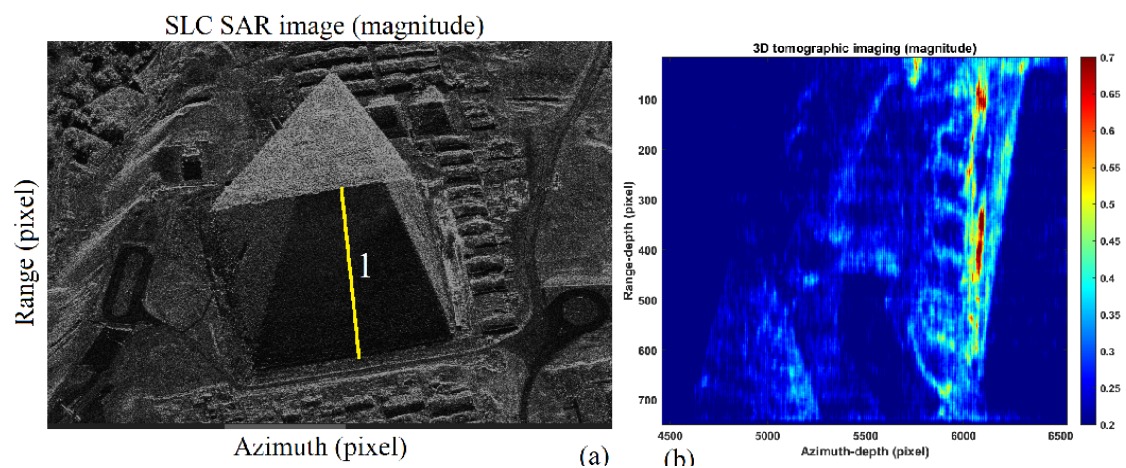 SLC SAR image (magnitude)
Range (pixel)
1
Azimuth (pixel)
(a)
3D tomographic imaging (magnitude)
Range-depth (pixel)
100
200
300
400
500
600
700
4500 5000 5500 6000 6500
Azimuth-depth (pixel)
(b)
0.7
0.65
0.6
0.55
0.5
0.45
0.4
0.35
0.3
0.25
0.2